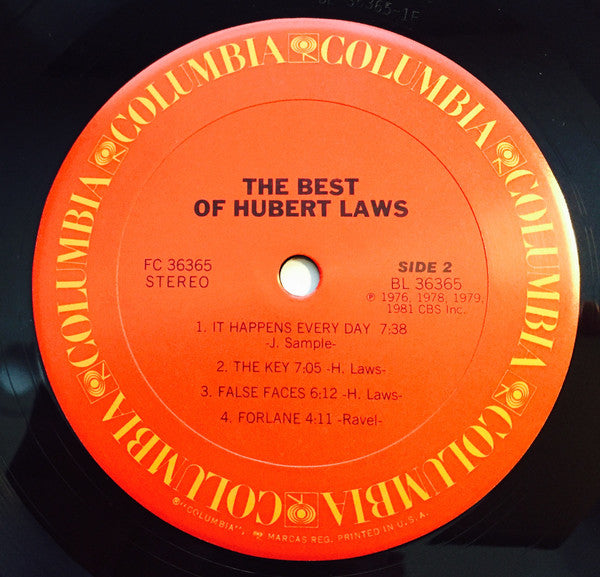 COLUMBIA COLUMBIA COLUMBIA COLUMBIA COLUMBIA COLUMBIA COLUMBIA COLUMBIA
THE BEST
OF HUBERT LAWS
FC 36365
STEREO
SIDE 2
BL 36365
℗ 1976, 1978, 1979,
1981 CBS Inc.
1. IT HAPPENS EVERY DAY 7:38
-J. Sample-
2. THE KEY 7:05 -H. Laws-
3. FALSE FACES 6:12 -H. Laws-
4. FORLANE 4:11 -Ravel-
®"COLUMBIA", MARCAS REG. PRINTED IN U.S.A.